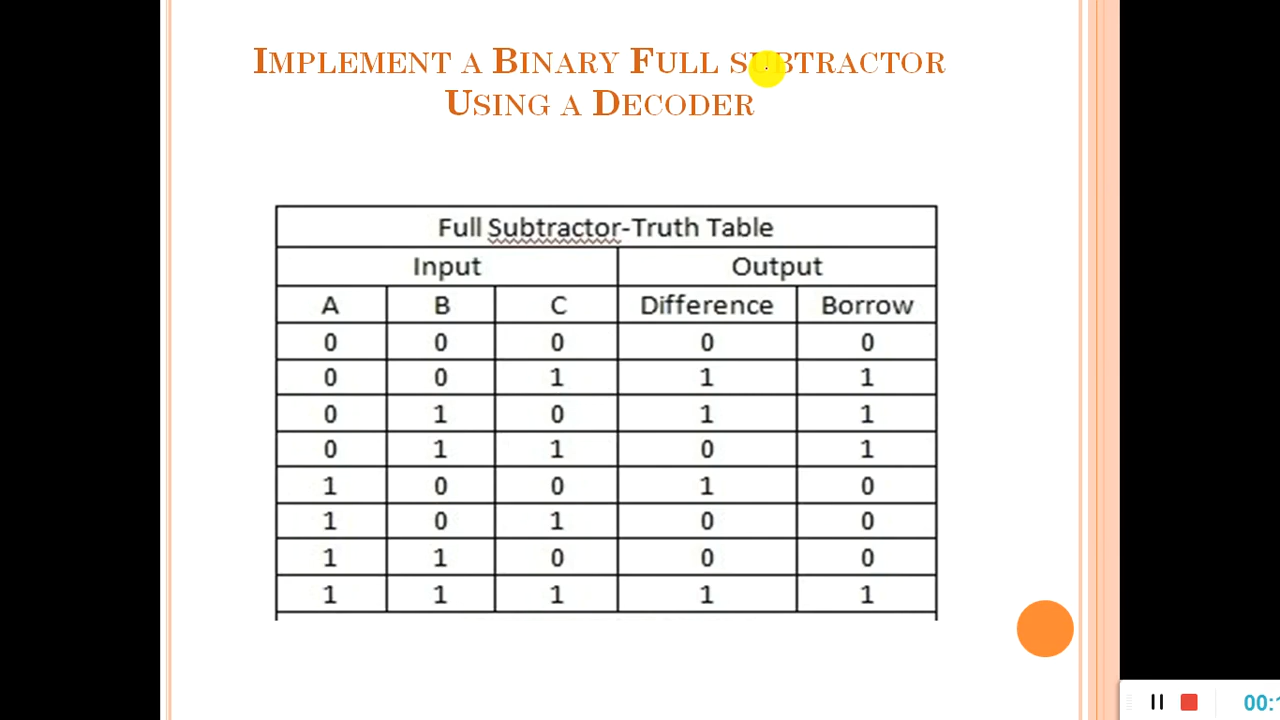 IMPLEMENT A BINARY FULL SUBTRACTOR
USING A DECODER
Full Subtractor-Truth Table
Input Output
A B C Difference Borrow
0 0 0 0 0
0 0 1 1 1
0 1 0 1 1
0 1 1 0 1
1 0 0 1 0
1 0 1 0 0
1 1 0 0 0
1 1 1 1 1